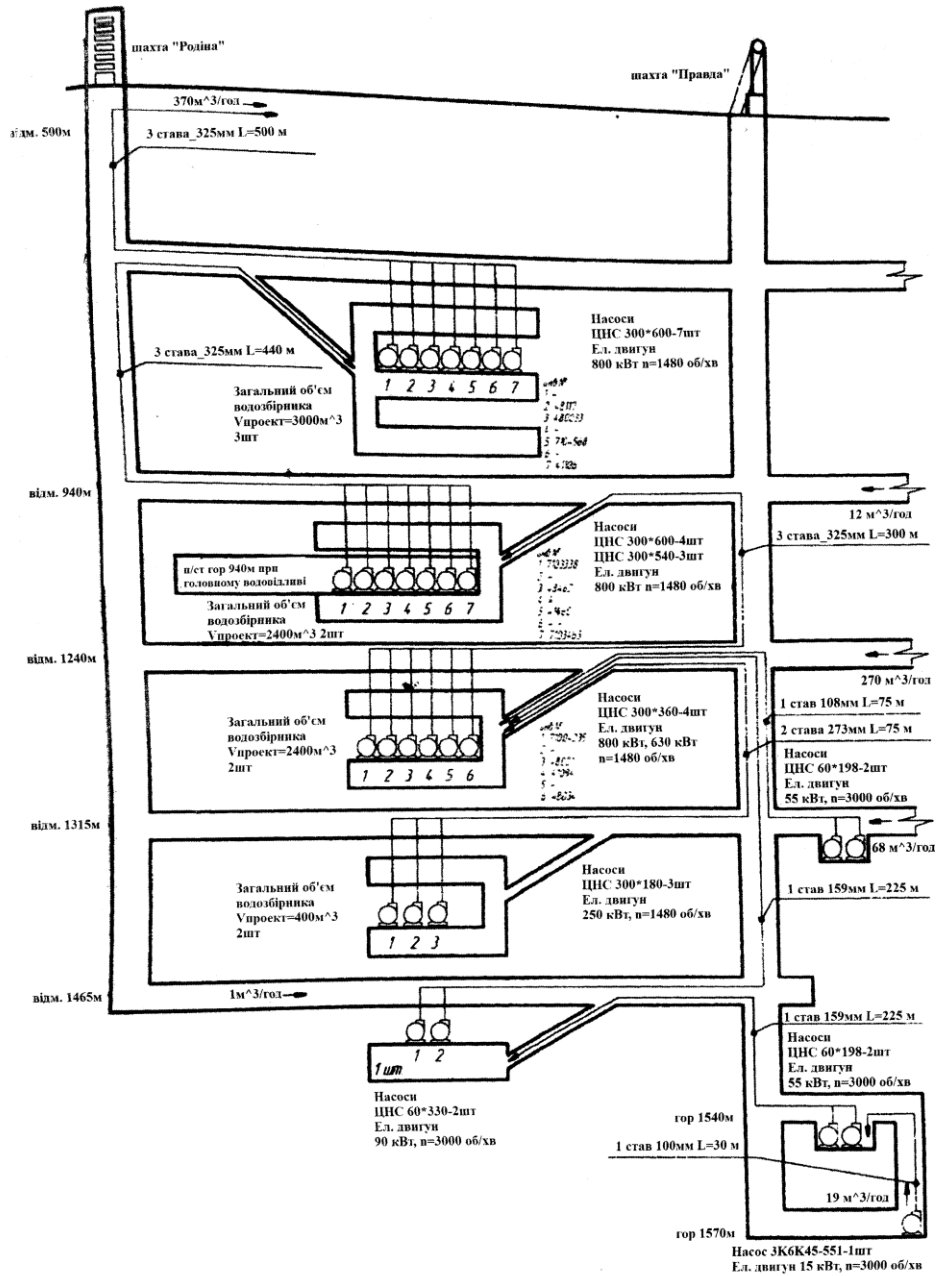 шахта "Родіна"
шахта "Правда"
370м^3/год
відм. 500м
3 става_325мм L=500 м
Насоси
ЦНС 300*600-7шт
Ел. двигун
800 кВт n=1480 об/хв
3 става_325мм L=440 м
1 2 3 4 5 6 7
Загальний об'єм
водозбірника
Vпроект=3000м^3
3шт
відм. 940м
12 м^3/год
3 става_325мм L=300 м
Насоси
ЦНС 300*600-4шт
ЦНС 300*540-3шт
Ел. двигун
800 кВт n=1480 об/хв
п/ст гор 940м при
головному водовідливі
1 2 3 4 5 6 7
Загальний об'єм
водозбірника
Vпроект=2400м^3 2шт
відм. 1240м
270 м^3/год
1 став 108мм L=75 м
2 става 273мм L=75 м
Насоси
ЦНС 300*360-4шт
Ел. двигун
800 кВт, 630 кВт
n=1480 об/хв
Загальний об'єм
водозбірника
Vпроект=2400м^3
2шт
1 2 3 4 5 6
Насоси
ЦНС 60*198-2шт
Ел. двигун
55 кВт, n=3000 об/хв
відм. 1315м
68 м^3/год
Насоси
ЦНС 300*180-3шт
Ел. двигун
250 кВт, n=1480 об/хв
Загальний об'єм
водозбірника
Vпроект=400м^3
2шт
1 2 3
1 став 159мм L=225 м
відм. 1465м
1м^3/год
1 став 159мм L=225 м
Насоси
ЦНС 60*198-2шт
Ел. двигун
55 кВт, n=3000 об/хв
1 2
1 шт
Насоси
ЦНС 60*330-2шт
Ел. двигун
90 кВт, n=3000 об/хв
гор 1540м
1 став 100мм L=30 м
19 м^3/год
гор 1570м
Насос 3К6К45-551-1шт
Ел. двигун 15 кВт, n=3000 об/хв